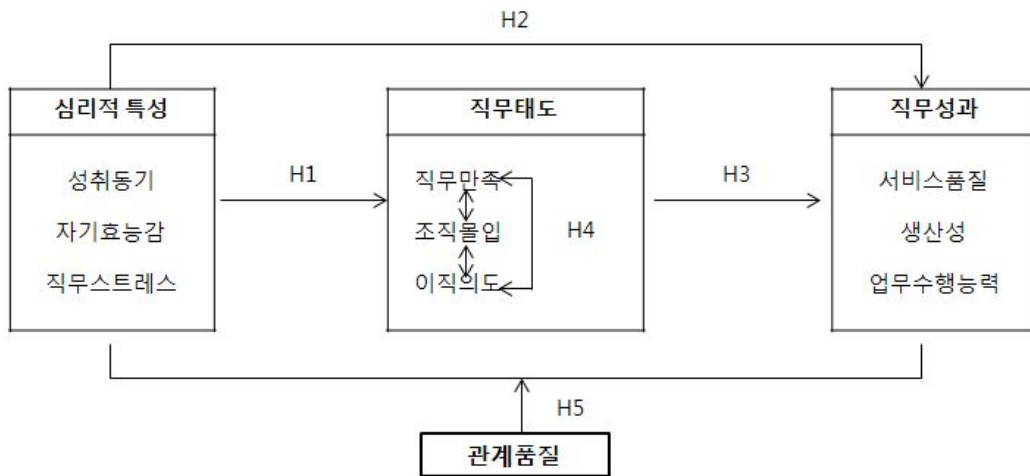 H2
심리적 특성
직무태도
직무성과
성취동기
H1
직무만족
H3
서비스품질
자기효능감
조직몰입
H4
생산성
직무스트레스
이직의도
업무수행능력
H5
관계품질